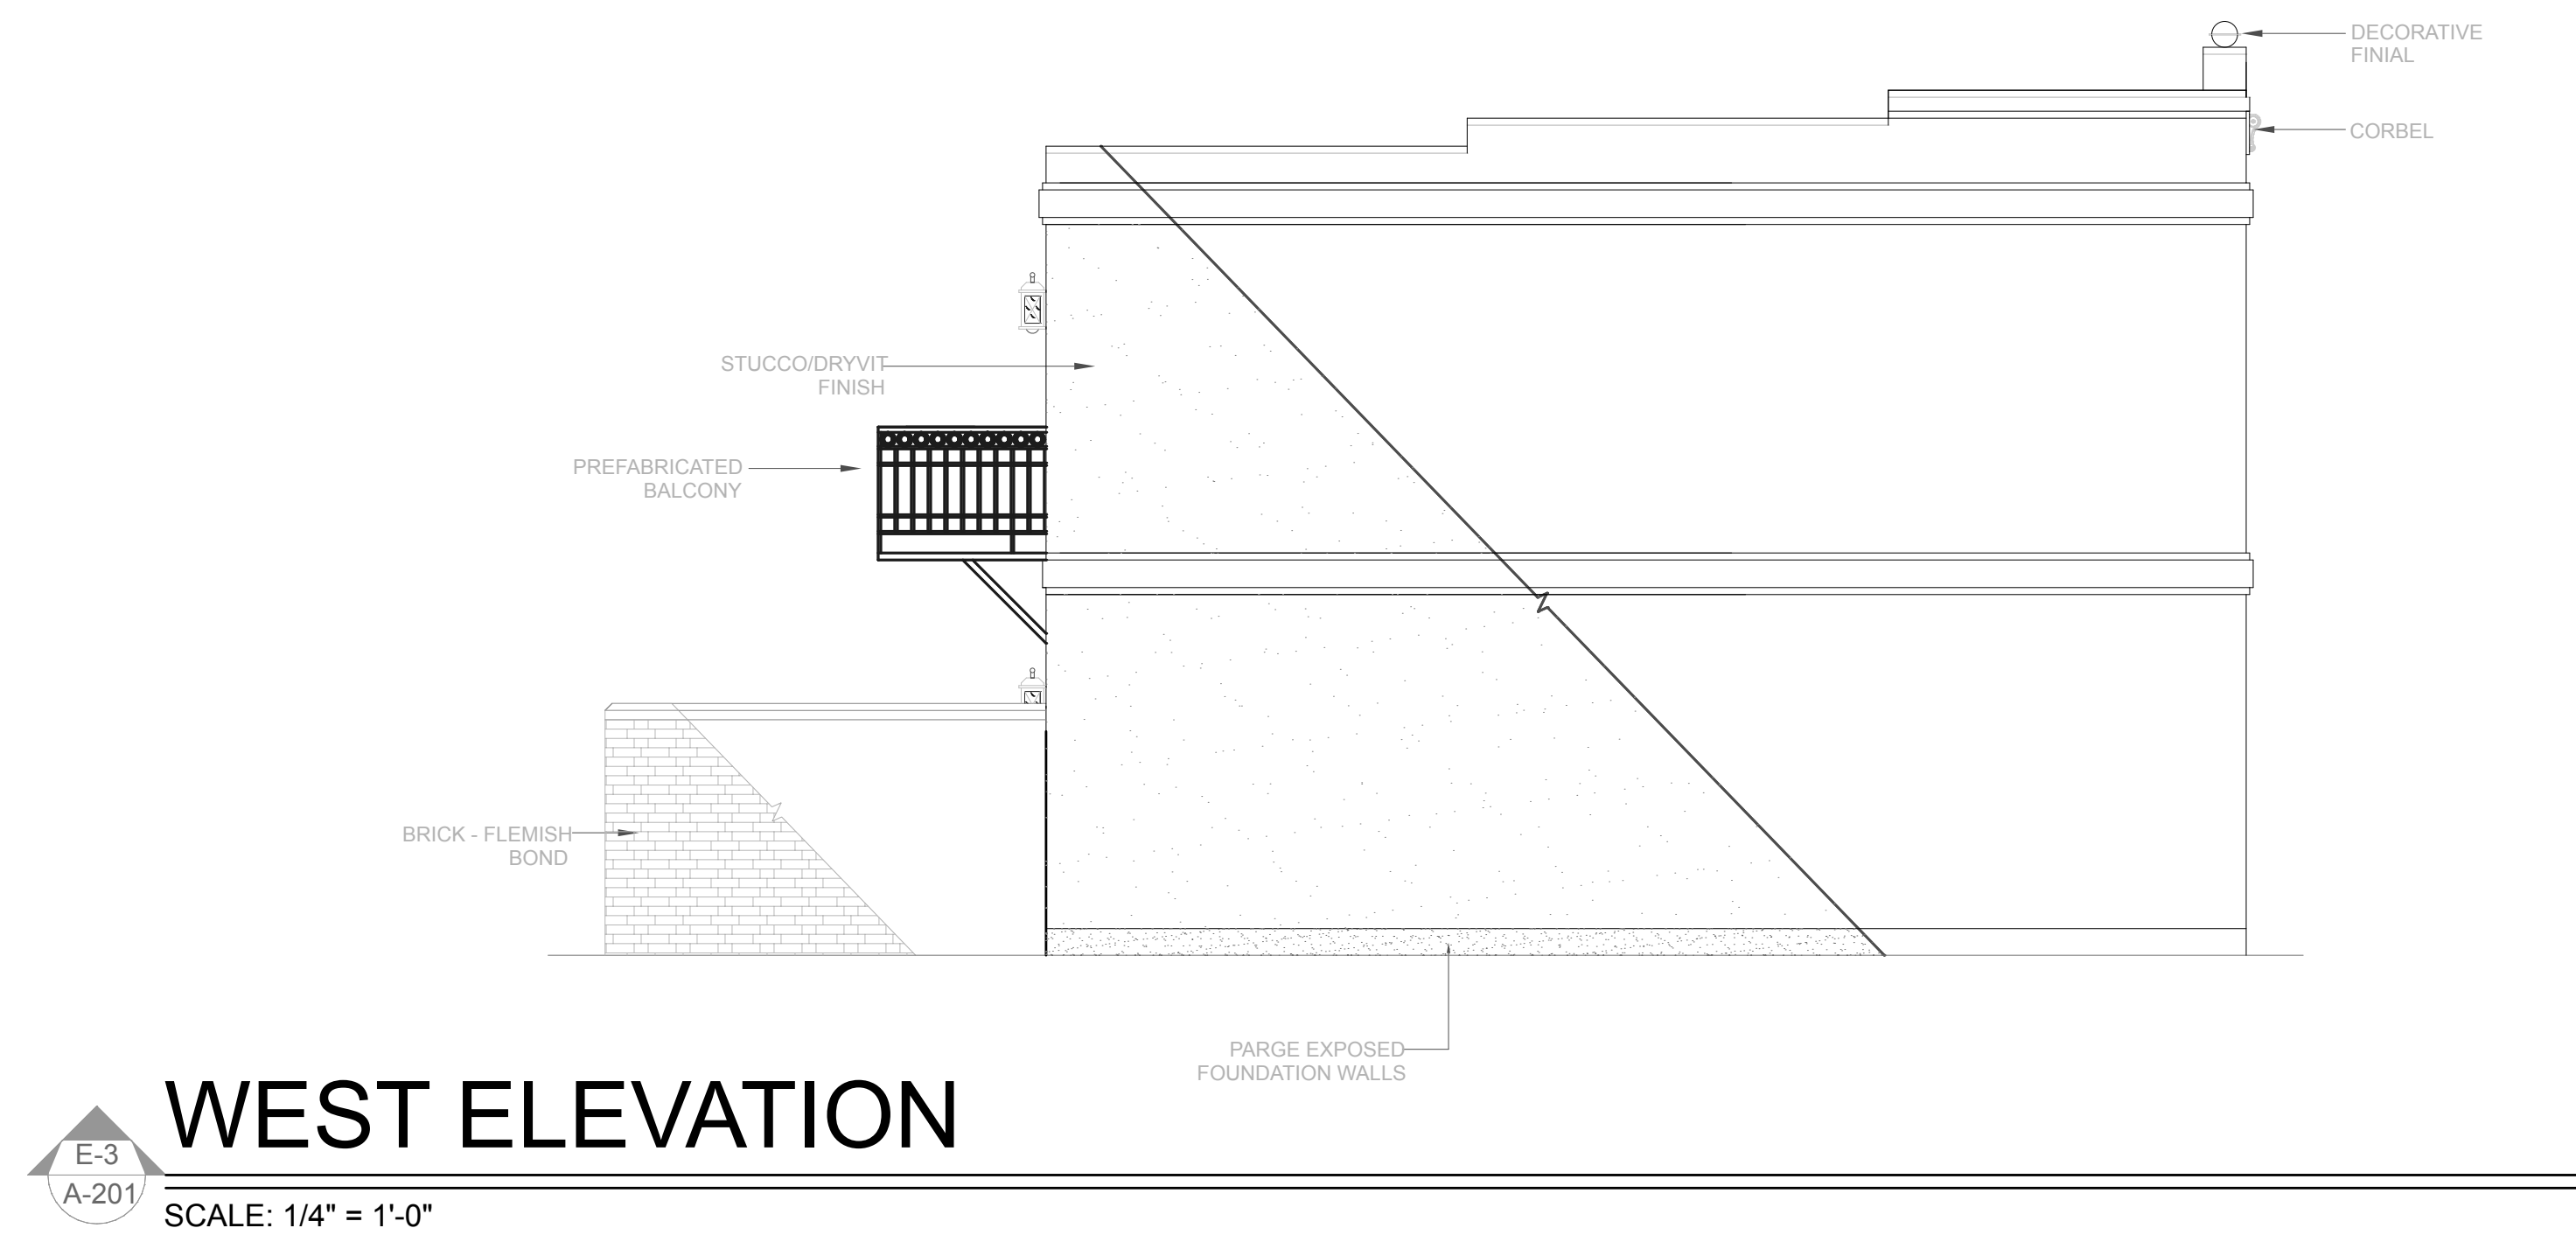 DECORATIVE
FINIAL
CORBEL
STUCCO/DRYVIT
FINISH
PREFABRICATED
BALCONY
BRICK - FLEMISH
BOND
PARGE EXPOSED
FOUNDATION WALLS
WEST ELEVATION
E-3
A-201
SCALE: 1/4" = 1'-0"